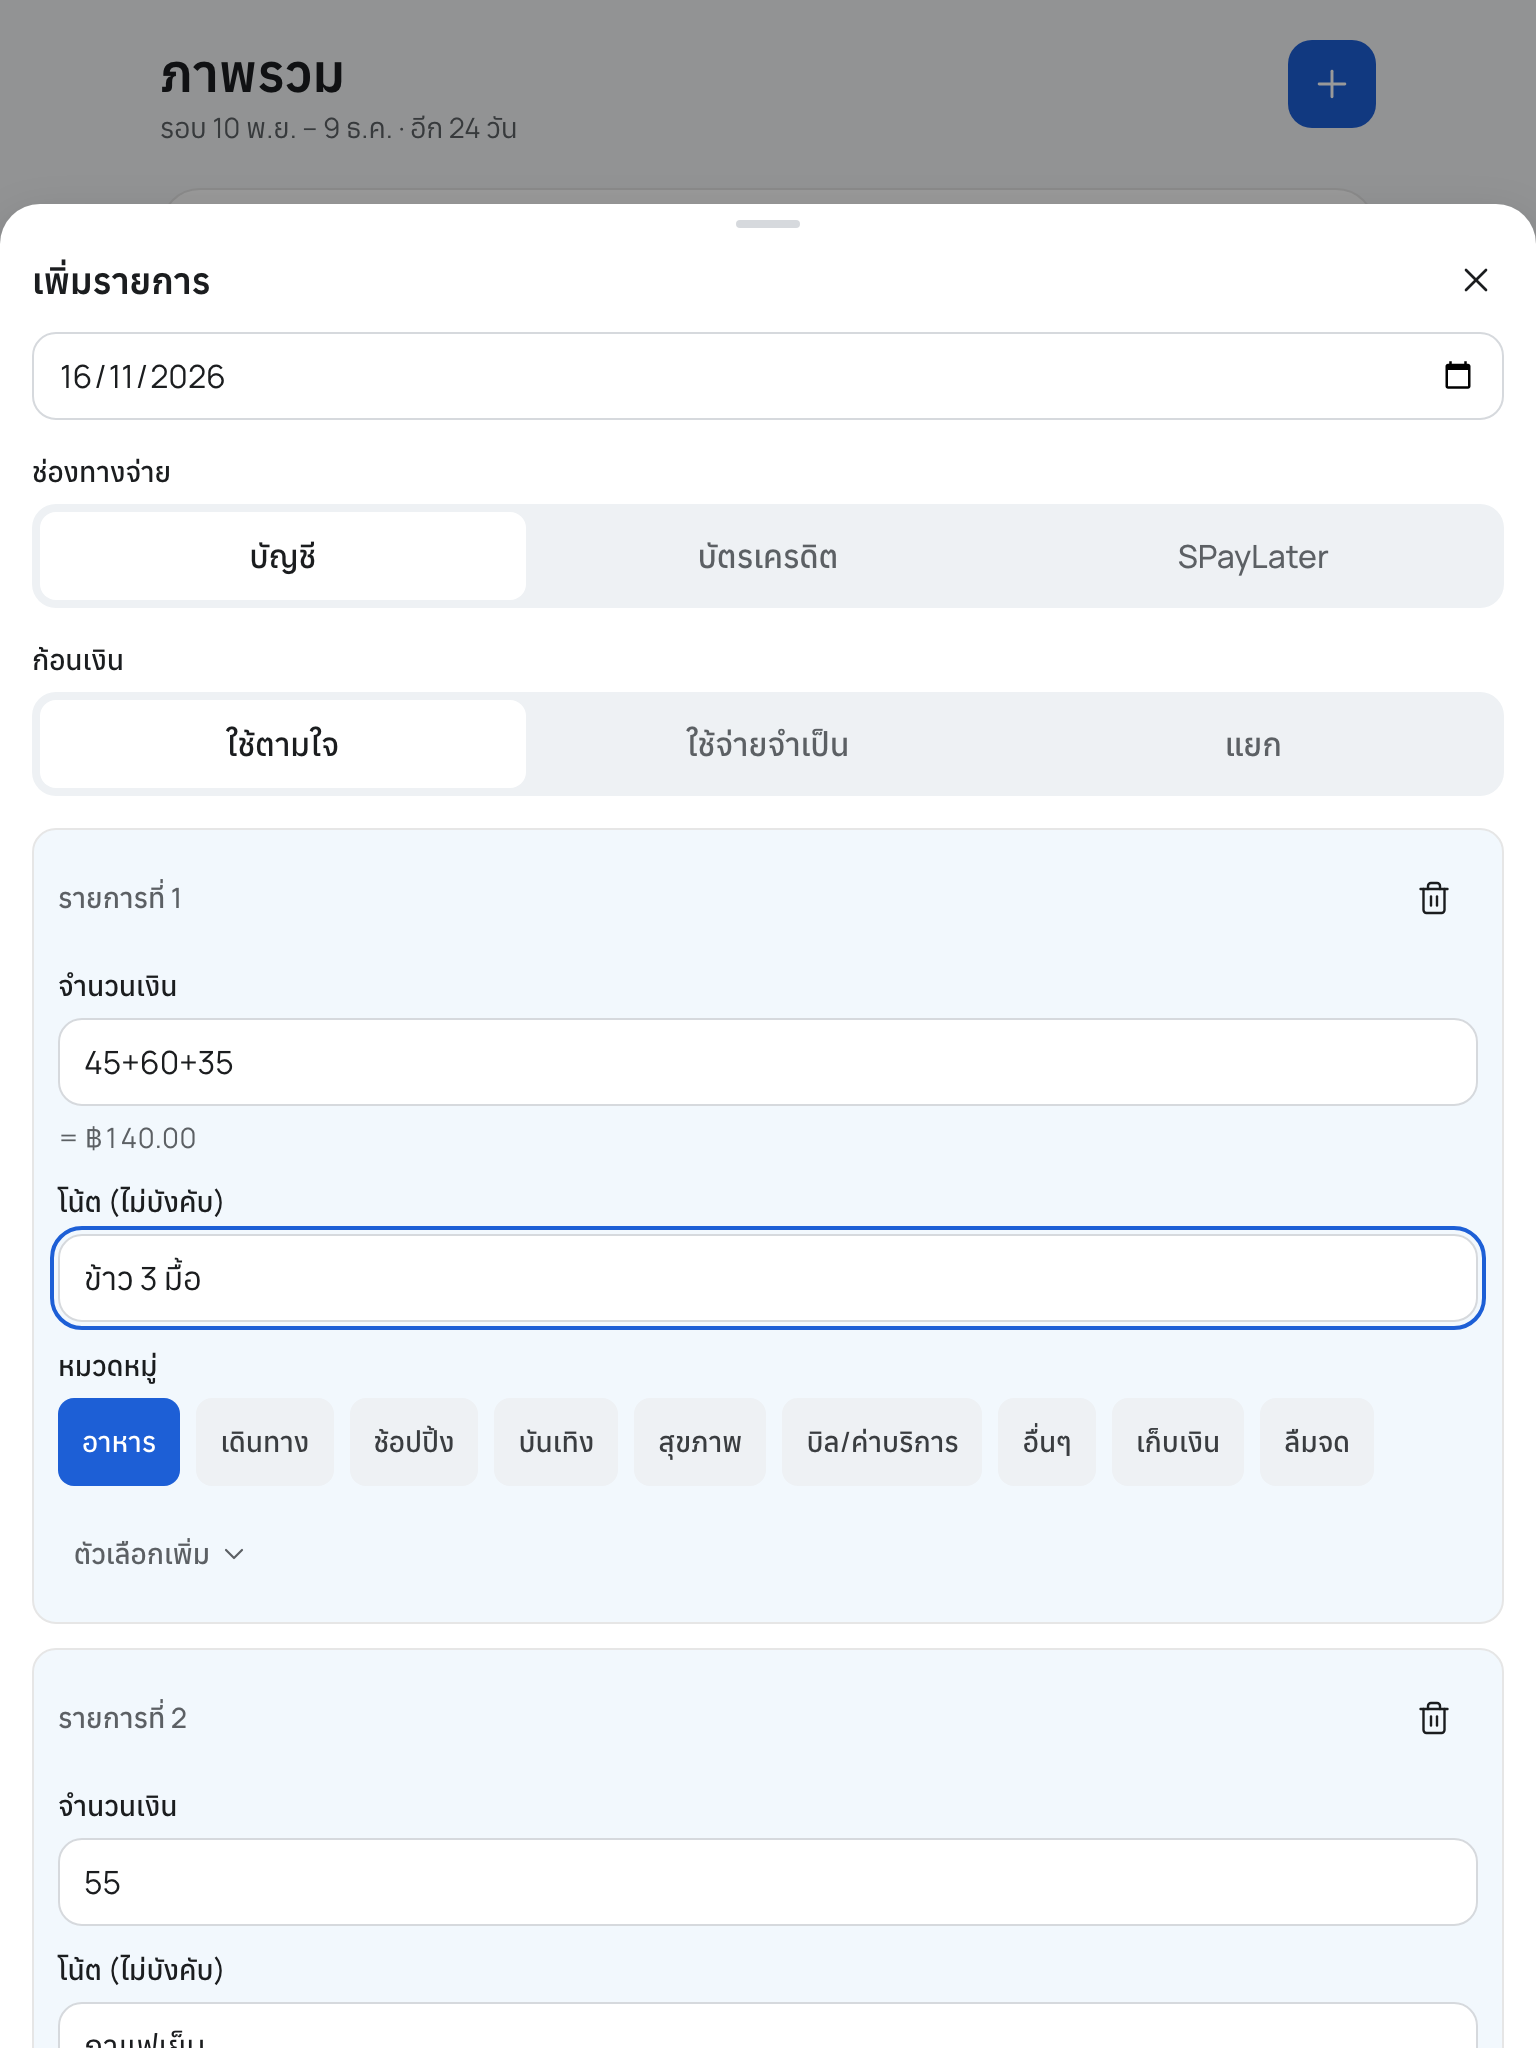 ภาพรวม
รอบ 10 พ.ย. – 9 ธ.ค. · อีก 24 วัน
เพิ่มรายการ
16/11/2026
ช่องทางจ่าย
บัญชี
บัตรเครดิต
SPayLater
ก้อนเงิน
ใช้ตามใจ
ใช้จ่ายจำเป็น
แยก
รายการที่ 1
จำนวนเงิน
45+60+35
= ฿140.00
โน้ต (ไม่บังคับ)
ข้าว 3 มื้อ
หมวดหมู่
อาหาร
เดินทาง
ช้อปปิ้ง
บันเทิง
สุขภาพ
บิล/ค่าบริการ
อื่นๆ
เก็บเงิน
ลืมจด
ตัวเลือกเพิ่ม
รายการที่ 2
จำนวนเงิน
55
โน้ต (ไม่บังคับ)
กาแฟเย็น